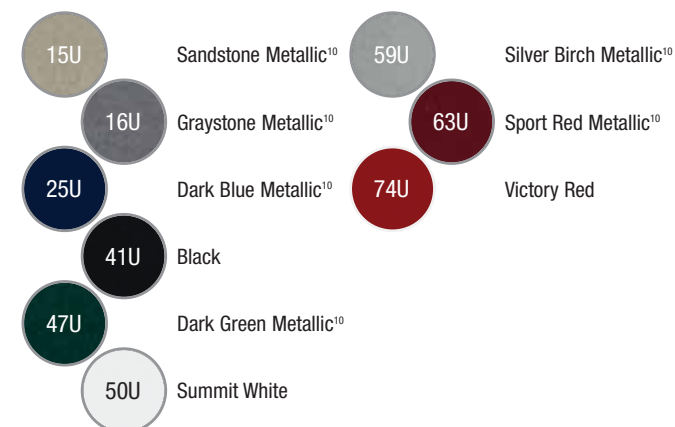 15U Sandstone Metallic¹⁰
16U Graystone Metallic¹⁰
25U Dark Blue Metallic¹⁰
41U Black
47U Dark Green Metallic¹⁰
50U Summit White
59U Silver Birch Metallic¹⁰
63U Sport Red Metallic¹⁰
74U Victory Red